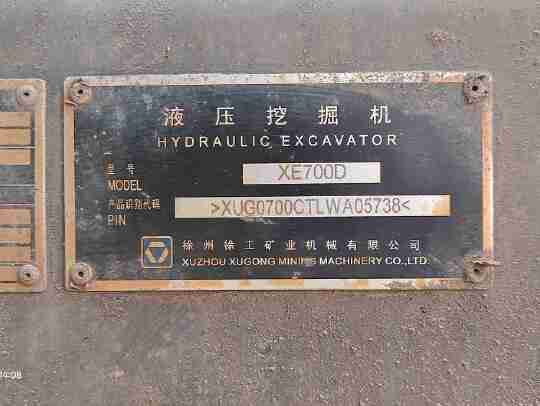 液压挖掘机
HYDRAULIC EXCAVATOR
型号
MODEL
XE700D
产品识别代码
PIN
>XUG0700CTLWA05738<
徐州徐工矿业机械有限公司
XUZHOU XUGONG MINING MACHINERY CO.,LTD.